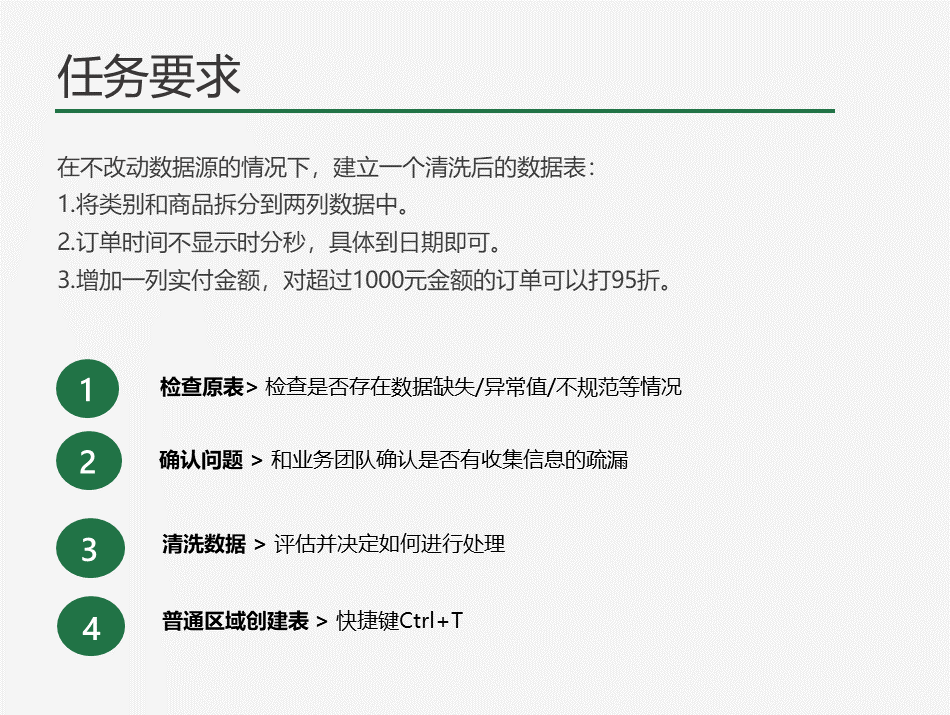 任务要求
在不改动数据源的情况下，建立一个清洗后的数据表：
1.将类别和商品拆分到两列数据中。
2.订单时间不显示时分秒，具体到日期即可。
3.增加一列实付金额，对超过1000元金额的订单可以打95折。
1 检查原表> 检查是否存在数据缺失/异常值/不规范等情况
2 确认问题 > 和业务团队确认是否有收集信息的疏漏
3 清洗数据 > 评估并决定如何进行处理
4 普通区域创建表 > 快捷键Ctrl+T